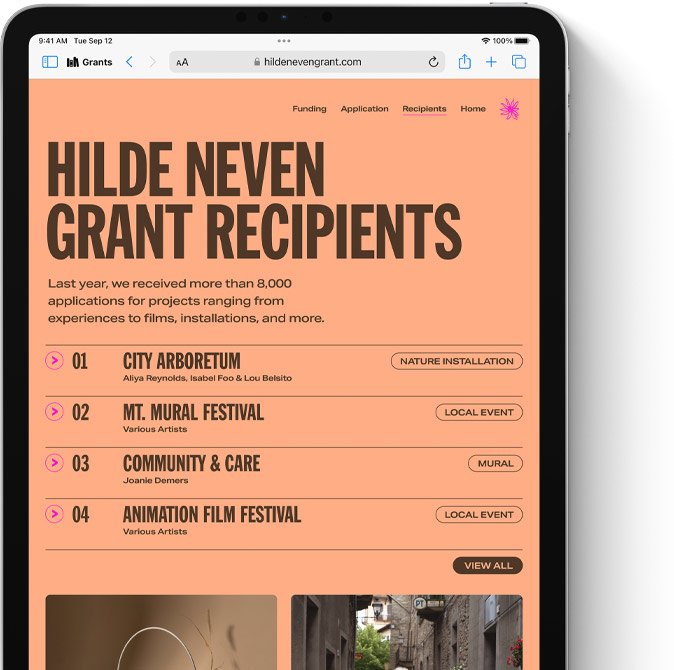 9:41 AM Tue Sep 12
100%
Grants
AA
hildenevengrant.com
Funding Application Recipients Home
HILDE NEVEN
GRANT RECIPIENTS
Last year, we received more than 8,000
applications for projects ranging from
experiences to films, installations, and more.
01 CITY ARBORETUM NATURE INSTALLATION
Aliya Reynolds, Isabel Foo & Lou Belsito
02 MT. MURAL FESTIVAL LOCAL EVENT
Various Artists
03 COMMUNITY & CARE MURAL
Joanie Demers
04 ANIMATION FILM FESTIVAL LOCAL EVENT
Various Artists
VIEW ALL